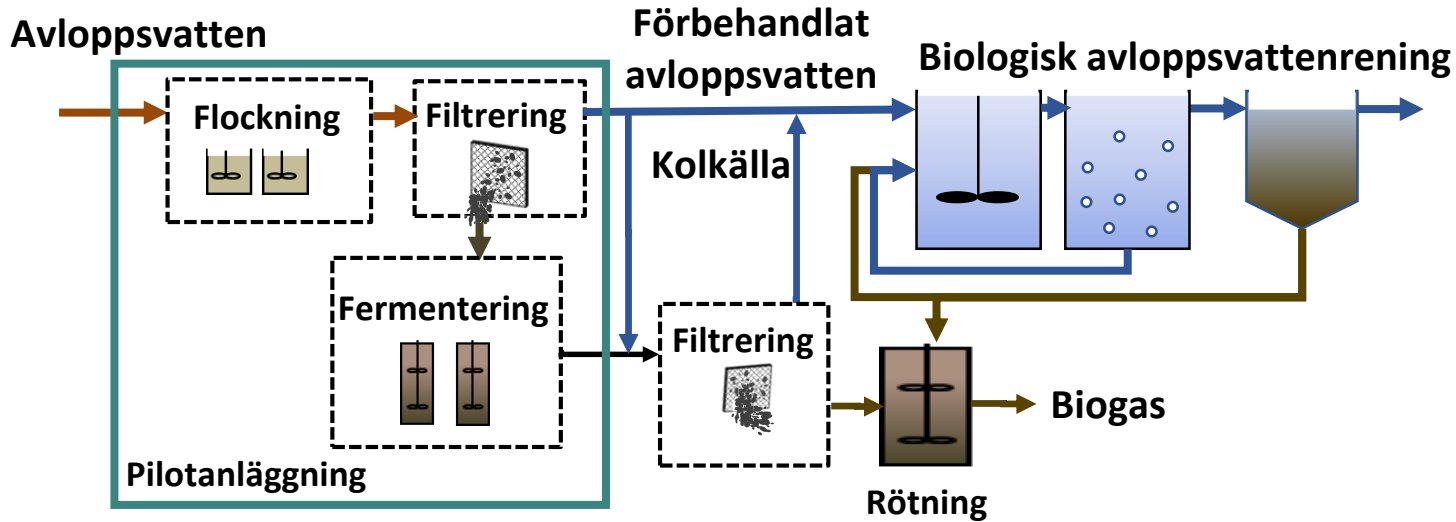 Avloppsvatten
Förbehandlat
avloppsvatten
Biologisk avloppsvattenrening
Flockning
Filtrering
Kolkälla
Fermentering
Filtrering
Biogas
Pilotanläggning
Rötning